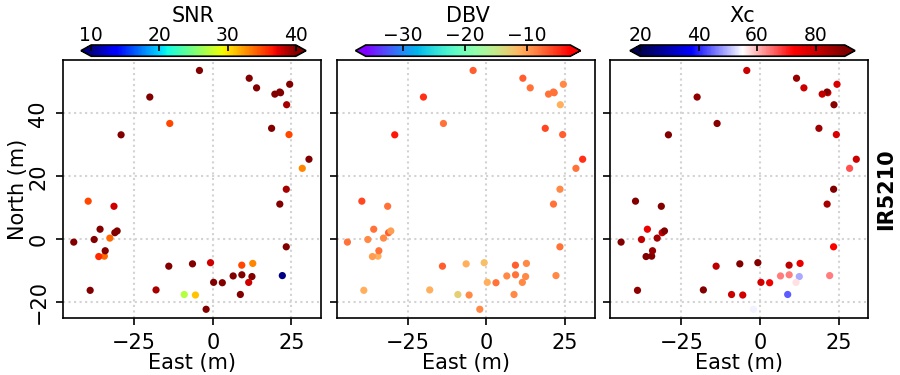 SNR DBV Xc
10 20 30 40 −30 −20 −10 20 40 60 80
North (m)
40
20
0
−20
−25 0 25 −25 0 25 −25 0 25
East (m) East (m) East (m)
IR5210